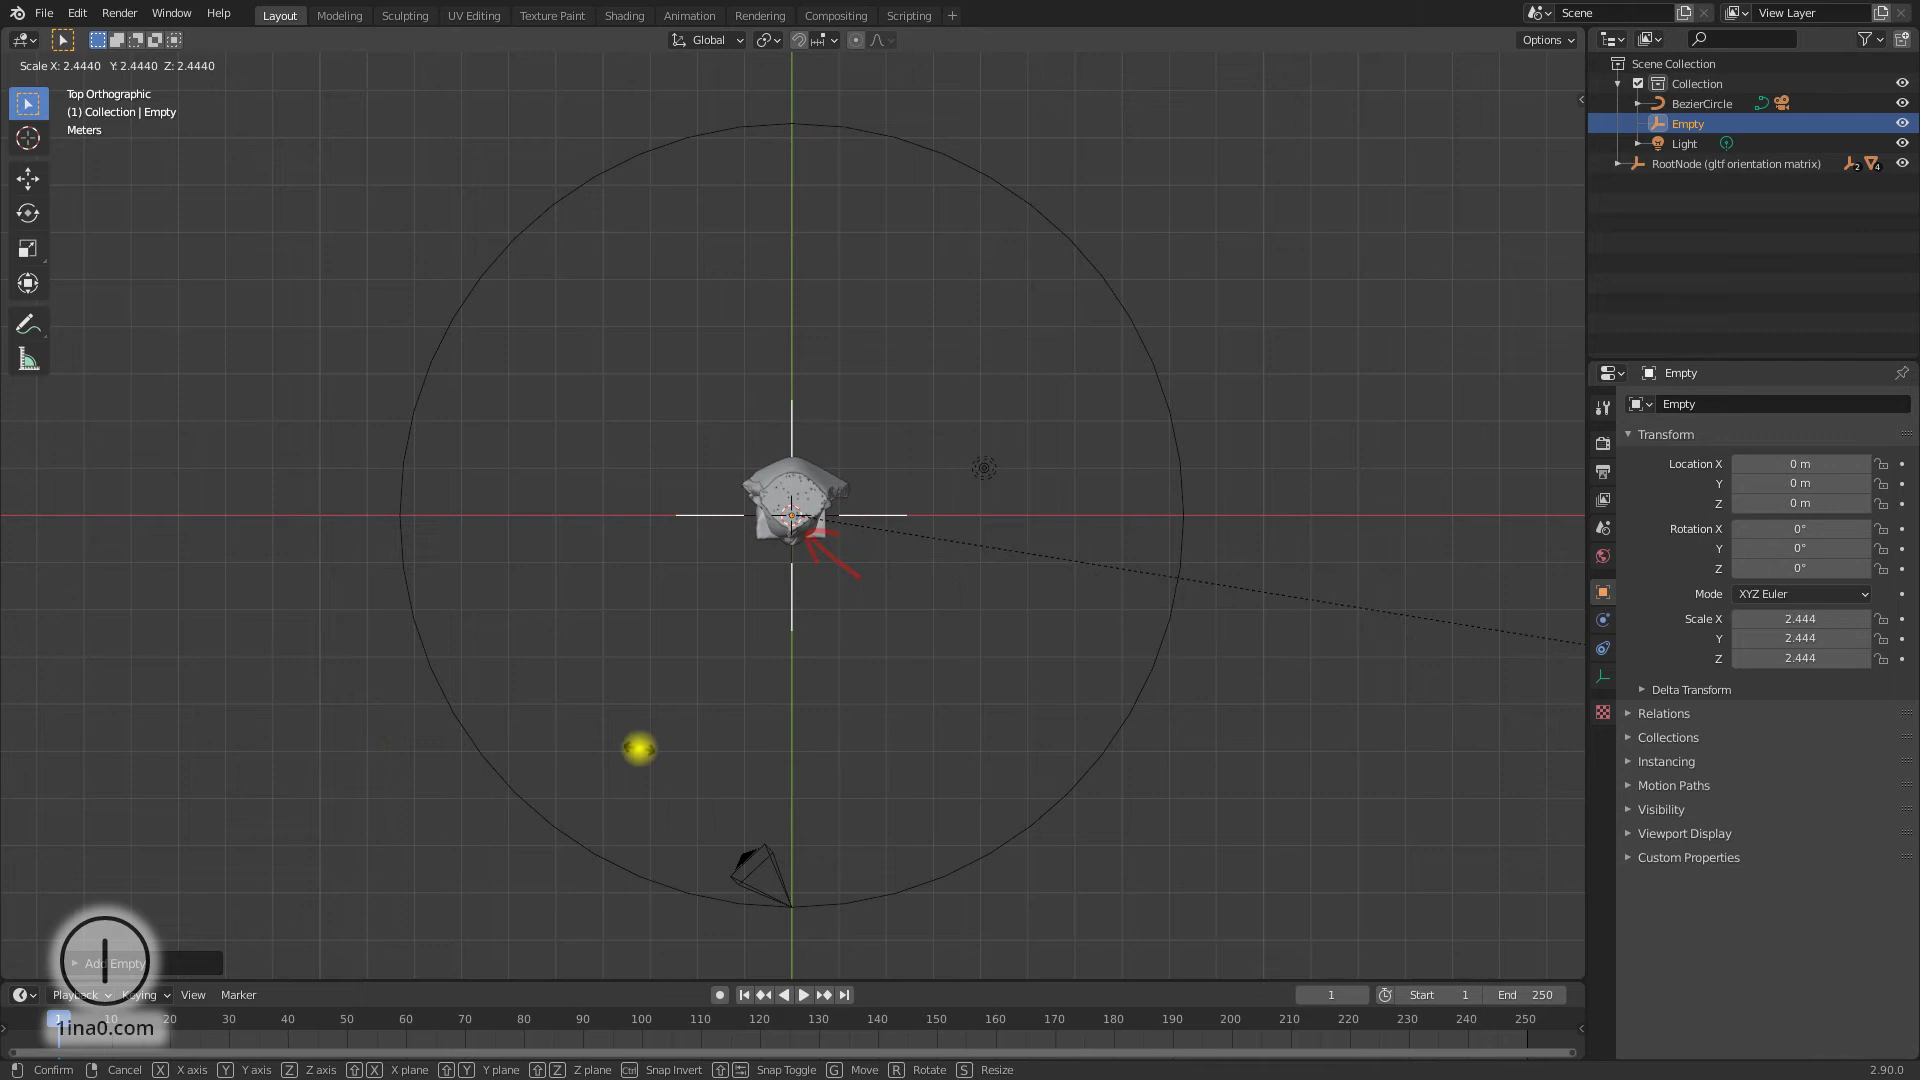 File Edit Render Window Help
Layout Modeling Sculpting UV Editing Texture Paint Shading Animation Rendering Compositing Scripting
Scene
View Layer
Global
Options
Scale X: 2.4440 Y: 2.4440 Z: 2.4440
Top Orthographic
(1) Collection | Empty
Meters
Scene Collection
Collection
BezierCircle
Empty
Light
RootNode (gltf orientation matrix) 2 4
Empty
Empty
Transform
Location X 0 m
Y 0 m
Z 0 m
Rotation X 0°
Y 0°
Z 0°
Mode XYZ Euler
Scale X 2.444
Y 2.444
Z 2.444
Delta Transform
Relations
Collections
Instancing
Motion Paths
Visibility
Viewport Display
Custom Properties
Add Empty
Playback Keying View Marker
1 Start 1 End 250
1 20 30 40 50 60 70 80 90 100 110 120 130 140 150 160 170 180 190 200 210 220 230 240 250
1ina0.com
Confirm Cancel X X axis Y Y axis Z Z axis X X plane Y Y plane Z Z plane Ctrl Snap Invert Snap Toggle G Move R Rotate S Resize 2.90.0